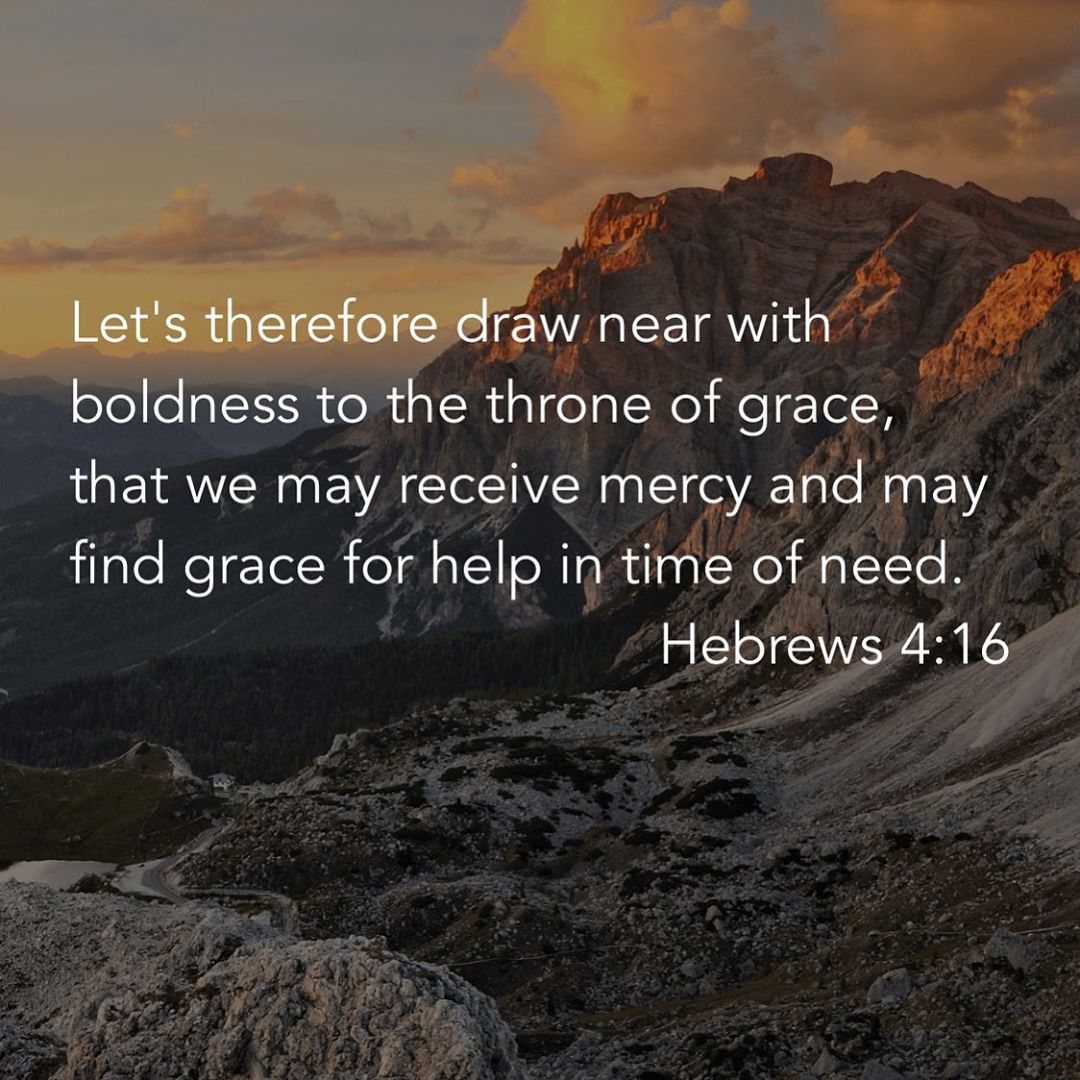 Let's therefore draw near with
boldness to the throne of grace,
that we may receive mercy and may
find grace for help in time of need.
Hebrews 4:16